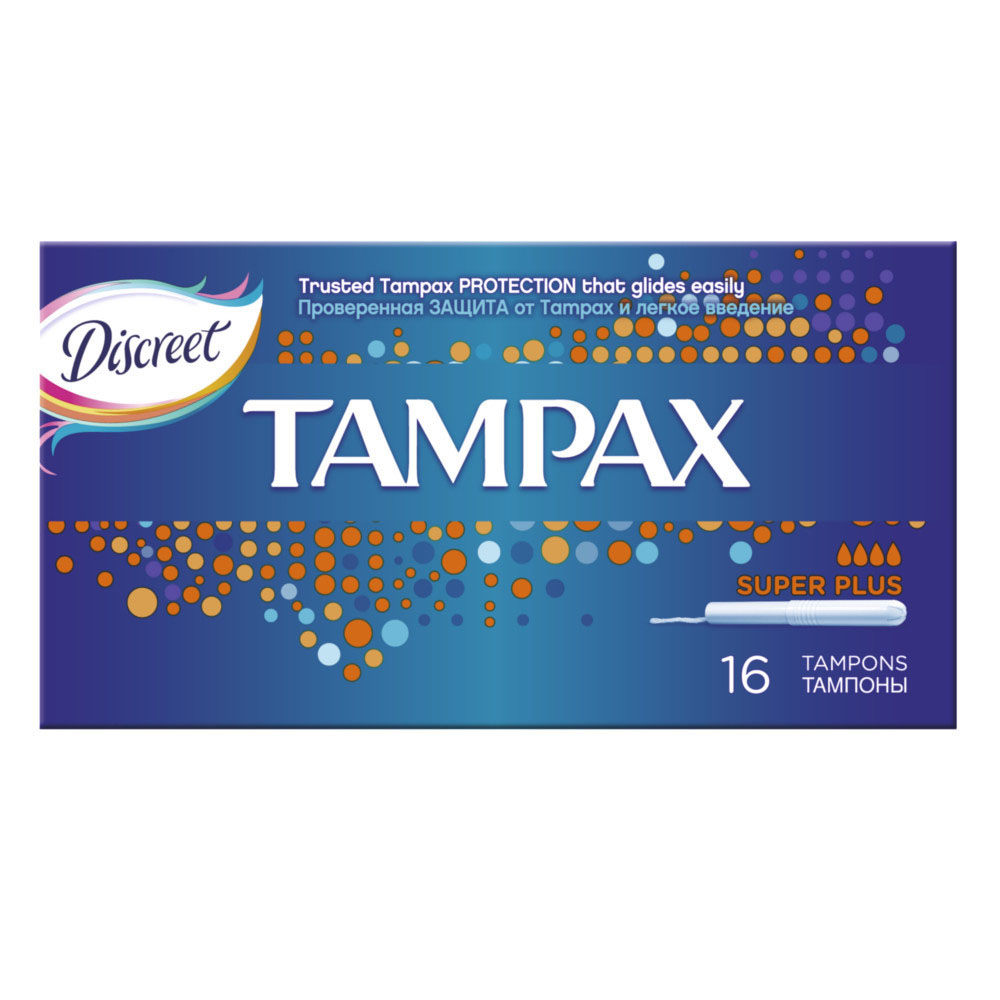 Trusted Tampax PROTECTION that glides easily
Проверенная ЗАЩИТА от Tampax и легкое введение
Discreet
TAMPAX
SUPER PLUS
16 TAMPONS
ТАМПОНЫ